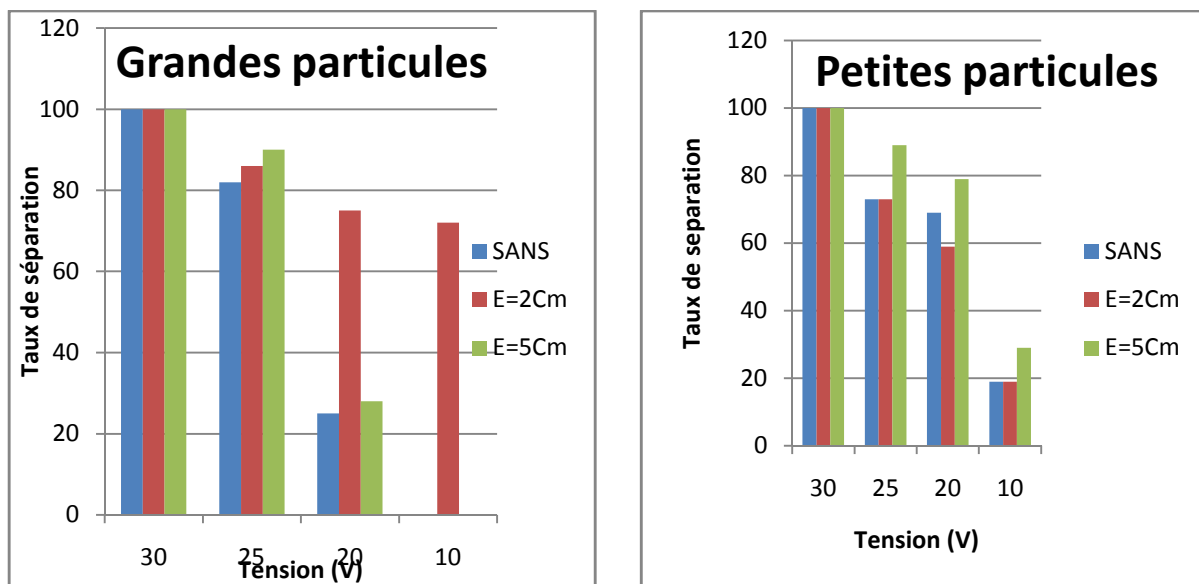 Grandes particules
120
100
80
60
40
20
0
Taux de séparation
30 25 20 10
Tension (V)
SANS
E=2Cm
E=5Cm
Petites particules
120
100
80
60
40
20
0
Taux de separation
30 25 20 10
Tension (V)
SANS
E=2Cm
E=5Cm